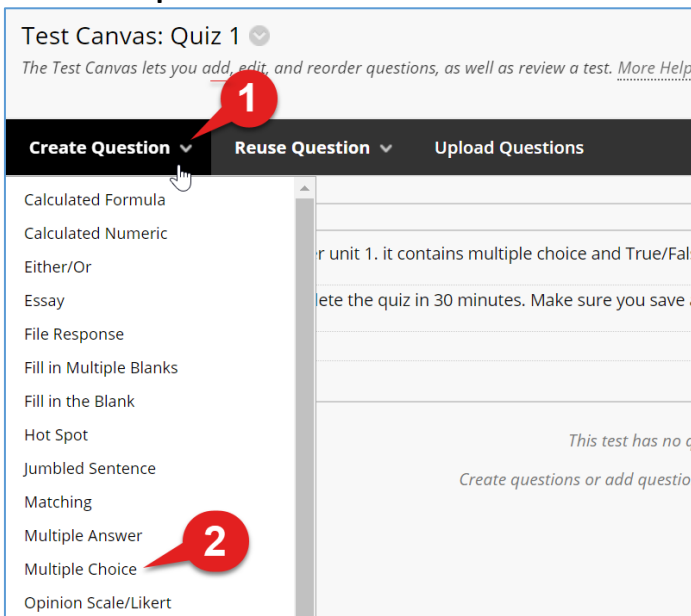 Test Canvas: Quiz 1
The Test Canvas lets you add, edit, and reorder questions, as well as review a test. More Help
1
Create Question Reuse Question Upload Questions
Calculated Formula
Calculated Numeric
Either/Or
r unit 1. it contains multiple choice and True/Fal
Essay
lete the quiz in 30 minutes. Make sure you save
File Response
Fill in Multiple Blanks
Fill in the Blank
Hot Spot
This test has no
Jumbled Sentence
Create questions or add questio
Matching
Multiple Answer
2
Multiple Choice
Opinion Scale/Likert